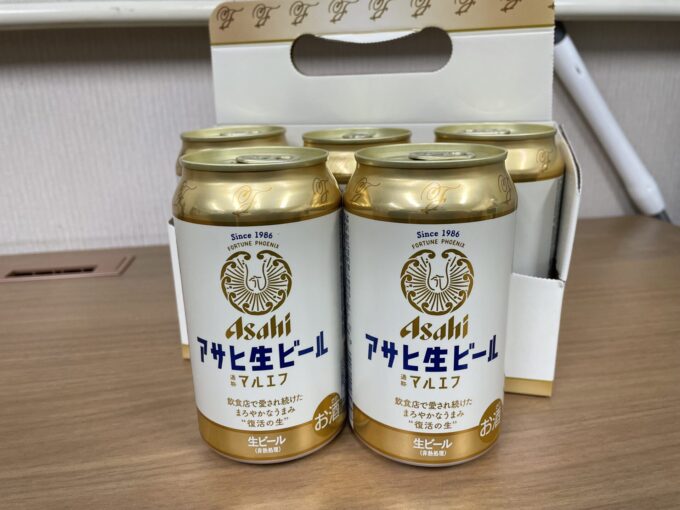 Since 1986
FORTUNE PHOENIX
Asahi
アサヒ生ビール
通称 マルエフ
飲食店で愛され続けた
まろやかなうまみ
"復活の生"
お酒
生ビール
(非熱処理)
Since 1986
FORTUNE PHOENIX
Asahi
アサヒ生ビール
通称 マルエフ
飲食店で愛され続けた
まろやかなうまみ
"復活の生"
お酒
生ビール
(非熱処理)